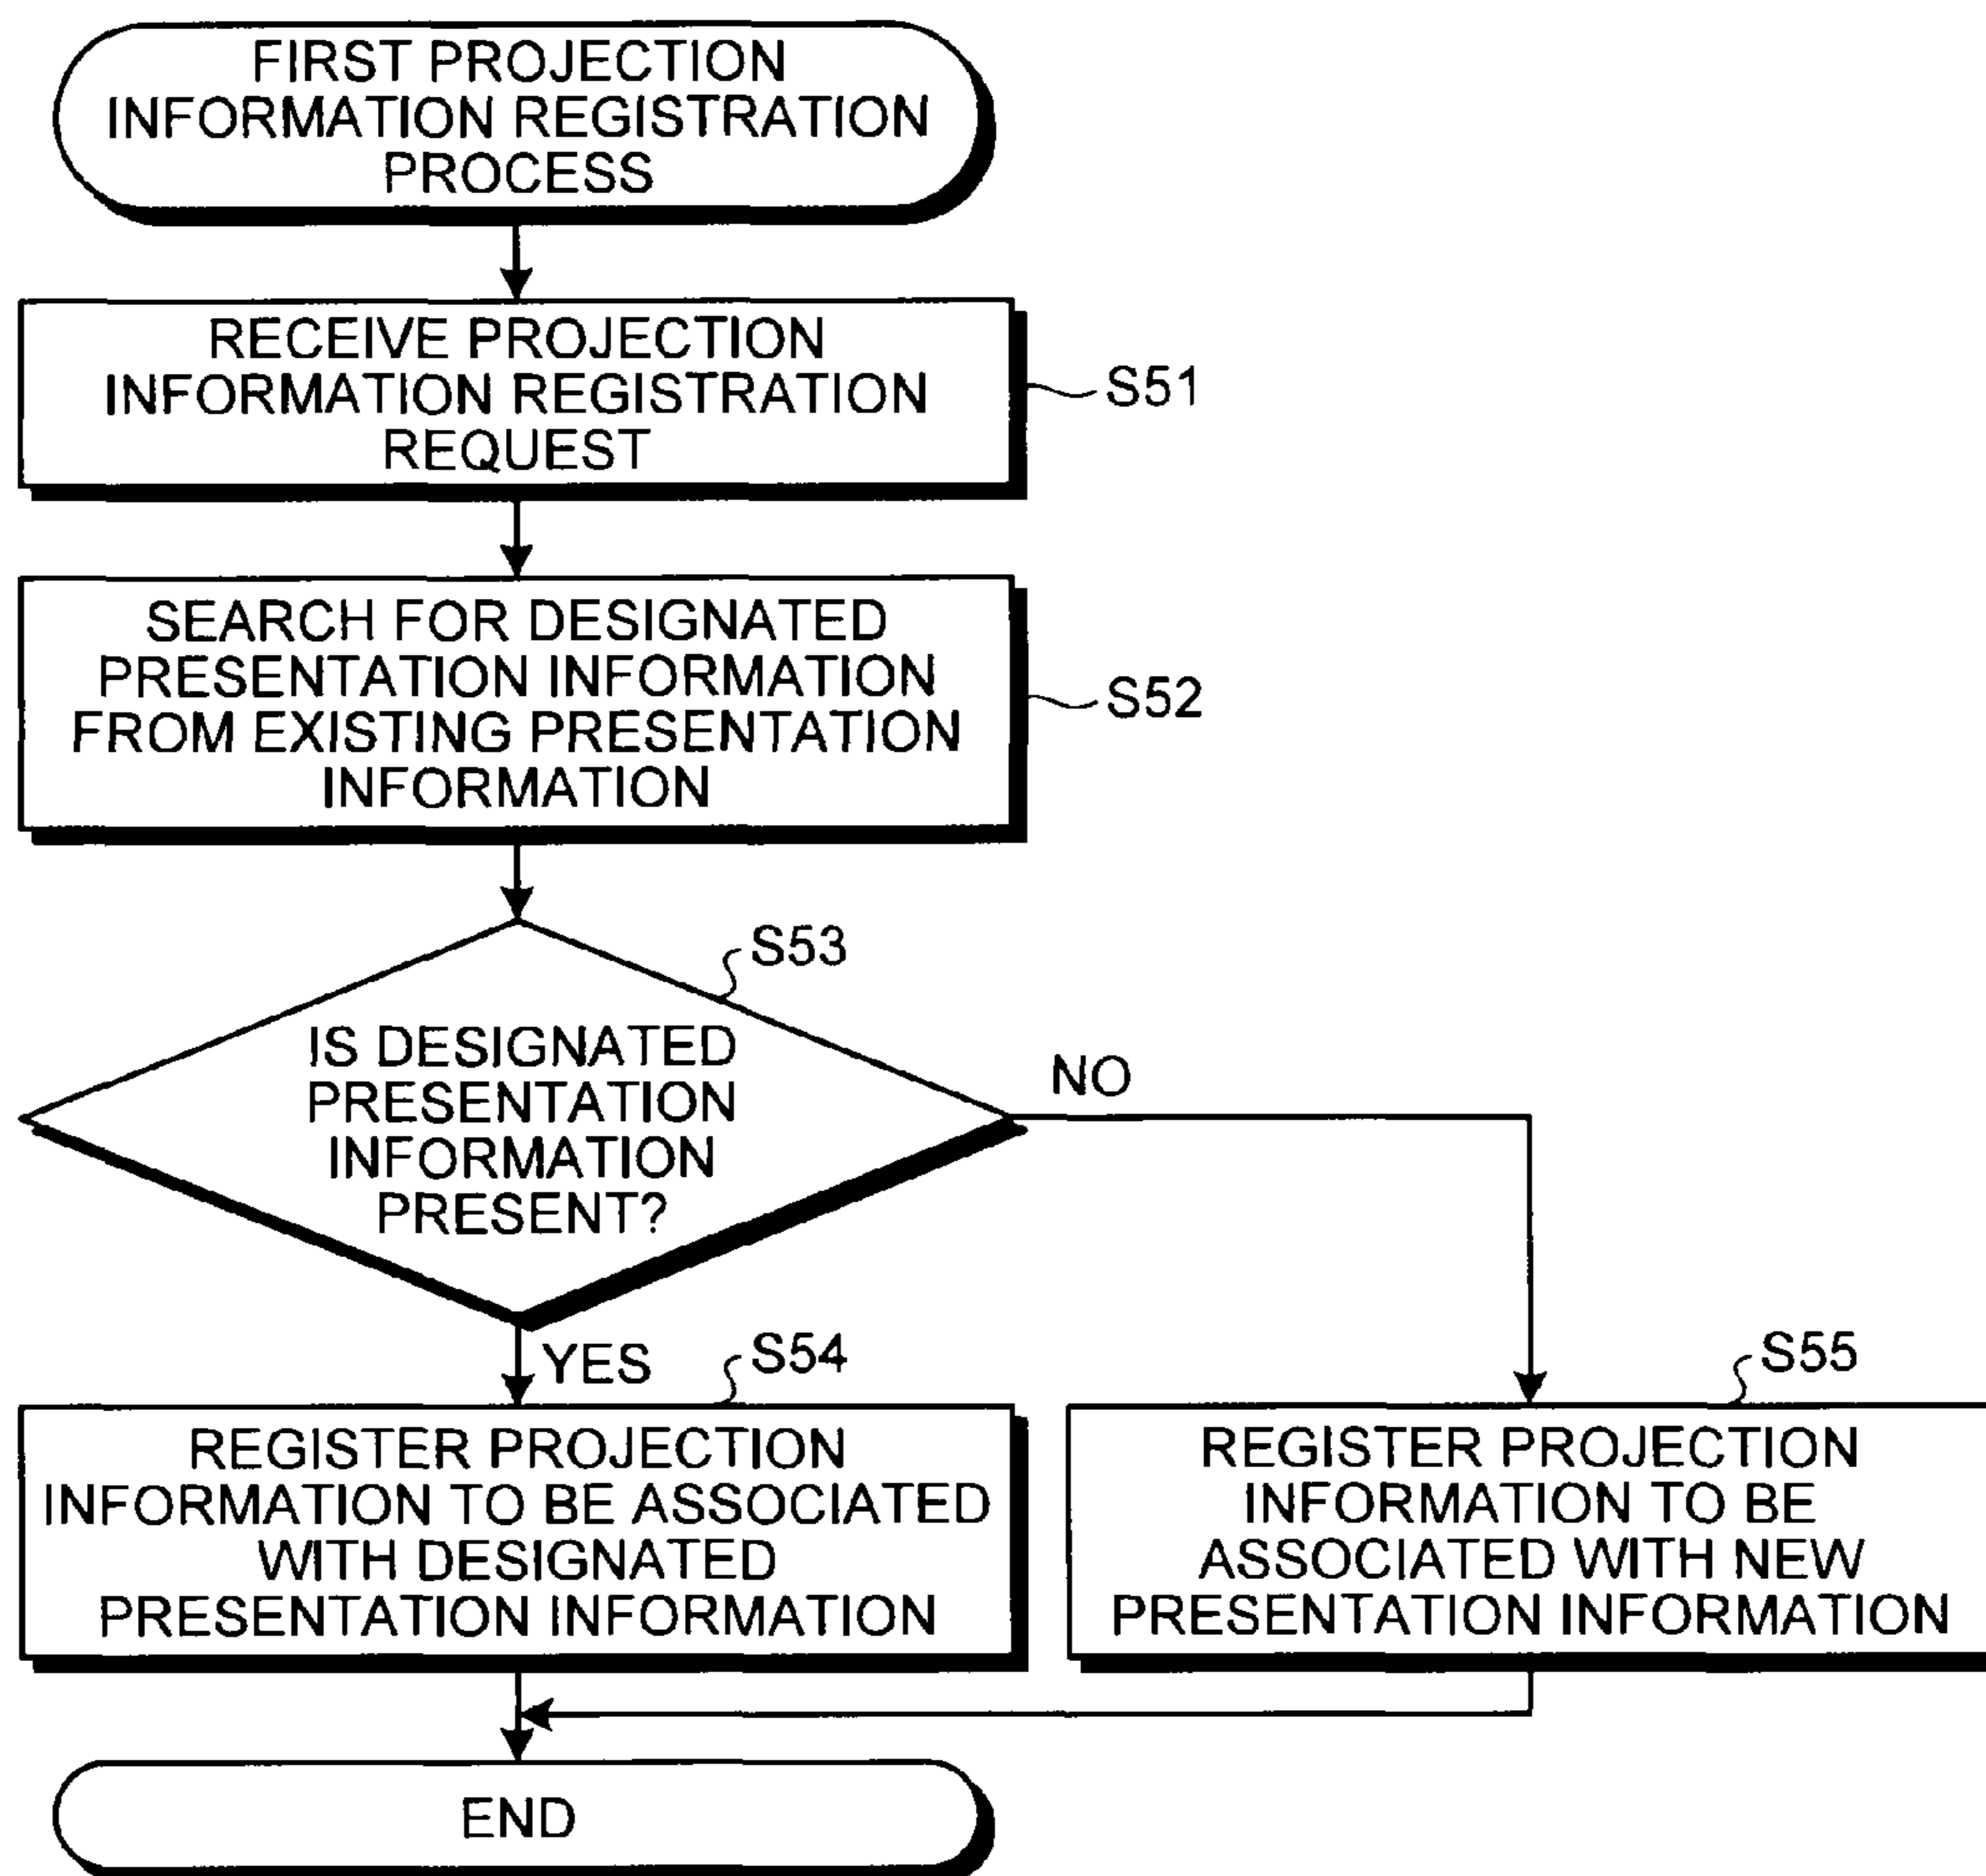 FIRST PROJECTION
INFORMATION REGISTRATION
PROCESS
RECEIVE PROJECTION
INFORMATION REGISTRATION
REQUEST
S51
SEARCH FOR DESIGNATED
PRESENTATION INFORMATION
FROM EXISTING PRESENTATION
INFORMATION
S52
S53
IS DESIGNATED
PRESENTATION
INFORMATION
PRESENT?
NO
YES
S54
REGISTER PROJECTION
INFORMATION TO BE ASSOCIATED
WITH DESIGNATED
PRESENTATION INFORMATION
S55
REGISTER PROJECTION
INFORMATION TO BE
ASSOCIATED WITH NEW
PRESENTATION INFORMATION
END